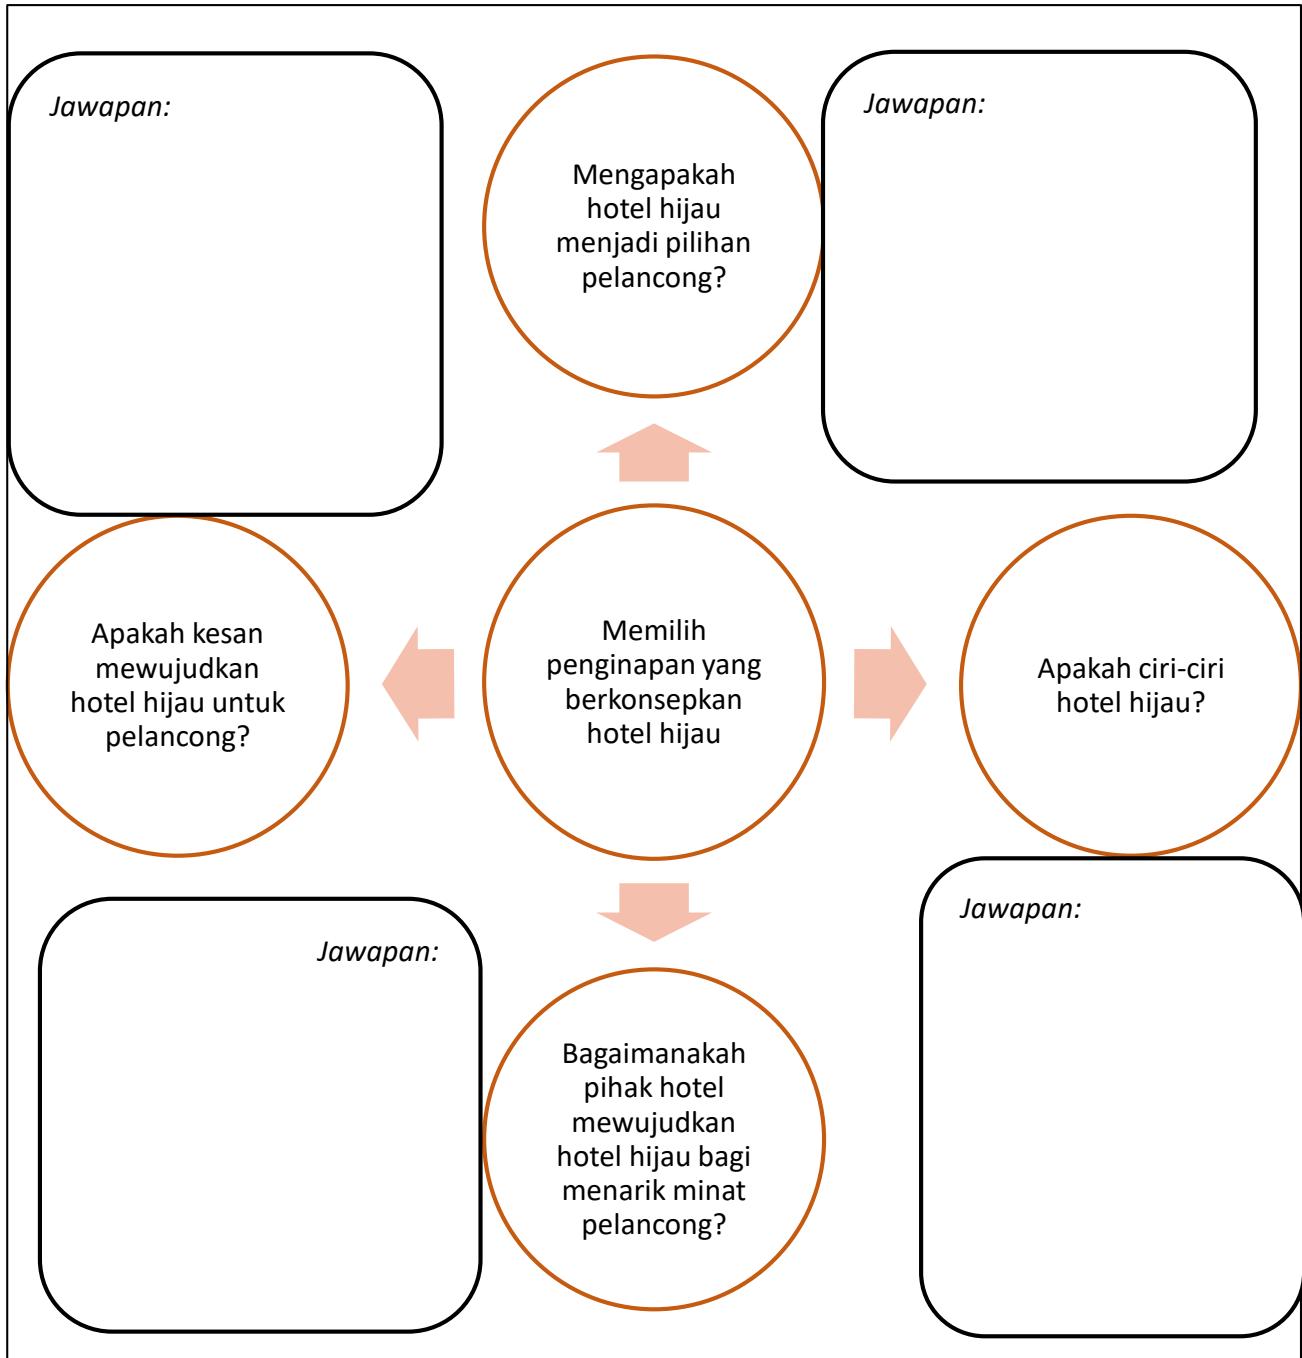 Jawapan:
Mengapakah
hotel hijau
menjadi pilihan
pelancong?
Jawapan:
Apakah kesan
mewujudkan
hotel hijau untuk
pelancong?
Memilih
penginapan yang
berkonsepkan
hotel hijau
Apakah ciri-ciri
hotel hijau?
Jawapan:
Bagaimanakah
pihak hotel
mewujudkan
hotel hijau bagi
menarik minat
pelancong?
Jawapan: